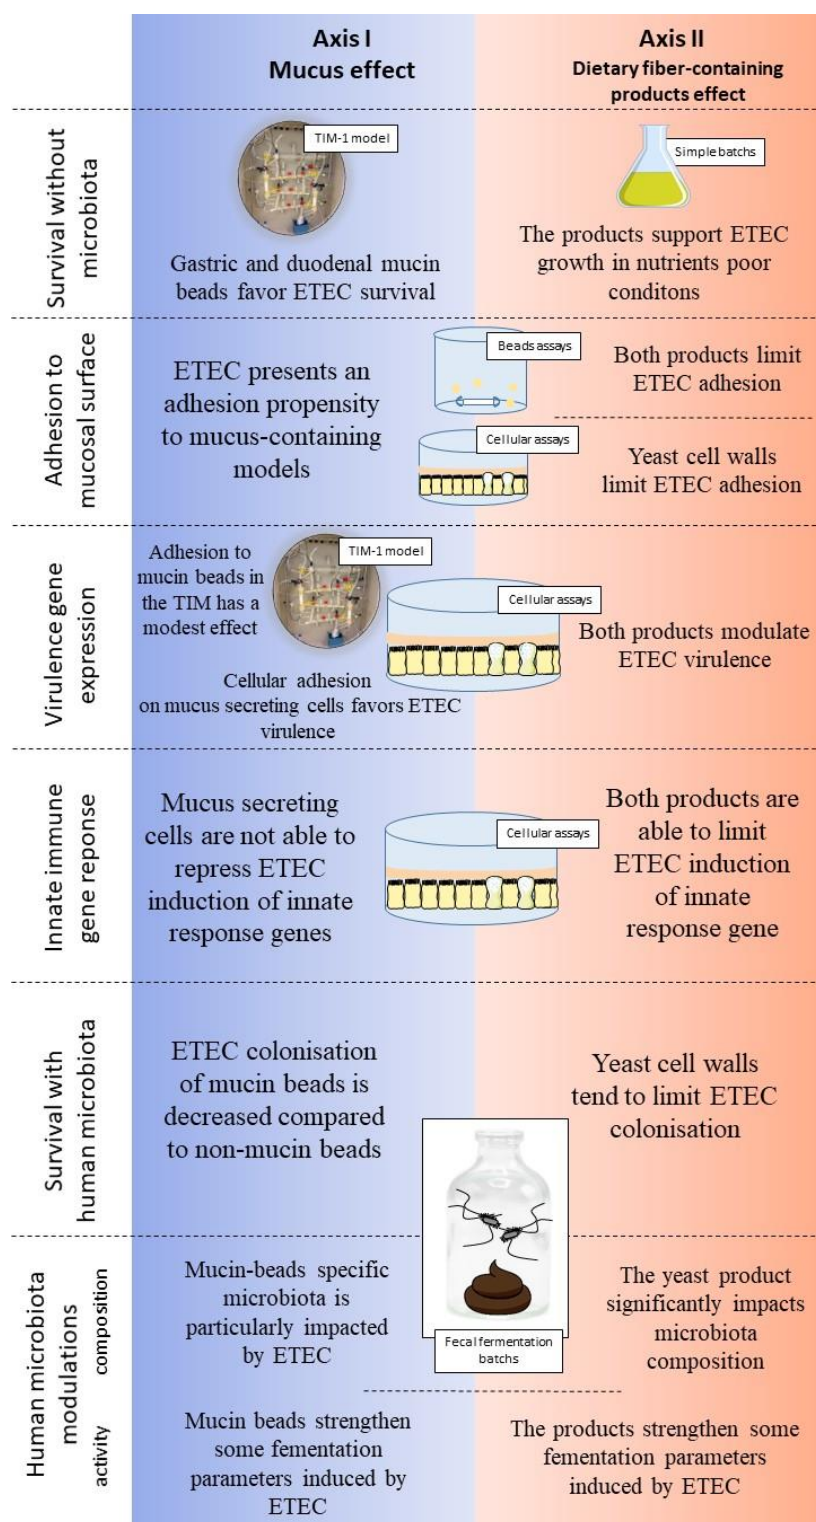 Axis I
Mucus effect
Axis II
Dietary fiber-containing
products effect
Survival without
microbiota
TIM-1 model
Gastric and duodenal mucin
beads favor ETEC survival
Simple batchs
The products support ETEC
growth in nutrients poor
conditons
Adhesion to
mucosal surface
ETEC presents an
adhesion propensity
to mucus-containing
models
Beads assays
Cellular assays
Both products limit
ETEC adhesion
Yeast cell walls
limit ETEC adhesion
Virulence gene
expression
Adhesion to
mucin beads in
the TIM has a
modest effect
TIM-1 model
Cellular assays
Cellular adhesion
on mucus secreting cells favors ETEC
virulence
Both products modulate
ETEC virulence
Innate immune
gene reponse
Mucus secreting
cells are not able to
repress ETEC
induction of innate
response genes
Cellular assays
Both products are
able to limit
ETEC induction
of innate
response gene
Survival with
human microbiota
ETEC colonisation
of mucin beads is
decreased compared
to non-mucin beads
Yeast cell walls
tend to limit ETEC
colonisation
Human microbiota
modulations
composition
Mucin-beads specific
microbiota is
particularly impacted
by ETEC
Fecal fermentation
batchs
The yeast product
significantly impacts
microbiota
composition
activity
Mucin beads strengthen
some fementation
parameters induced by
ETEC
The products strengthen some
fementation parameters
induced by ETEC